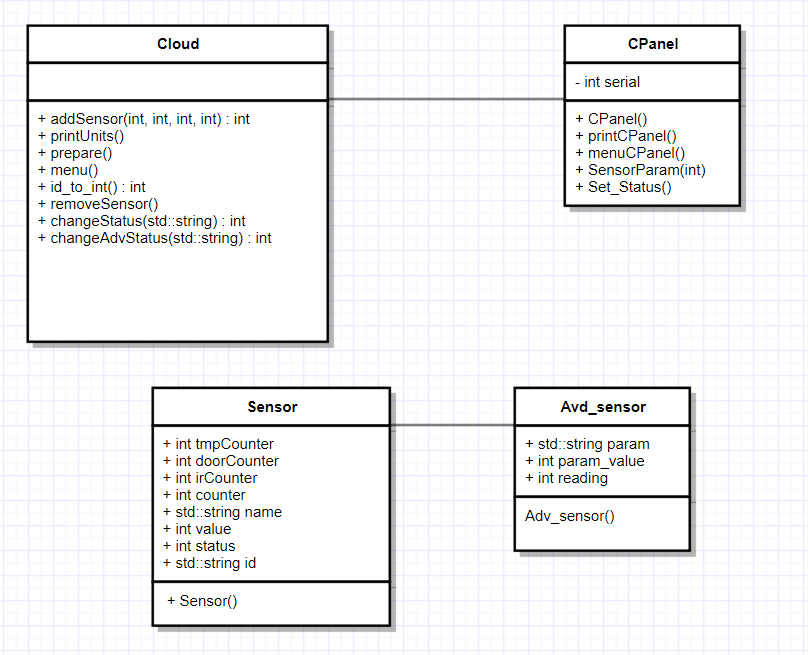 Cloud
+ addSensor(int, int, int, int) : int
+ printUnits()
+ prepare()
+ menu()
+ id_to_int() : int
+ removeSensor()
+ changeStatus(std::string) : int
+ changeAdvStatus(std::string) : int
CPanel
- int serial
+ CPanel()
+ printCPanel()
+ menuCPanel()
+ SensorParam(int)
+ Set_Status()
Sensor
+ int tmpCounter
+ int doorCounter
+ int irCounter
+ int counter
+ std::string name
+ int value
+ int status
+ std::string id
+ Sensor()
Avd_sensor
+ std::string param
+ int param_value
+ int reading
Adv_sensor()